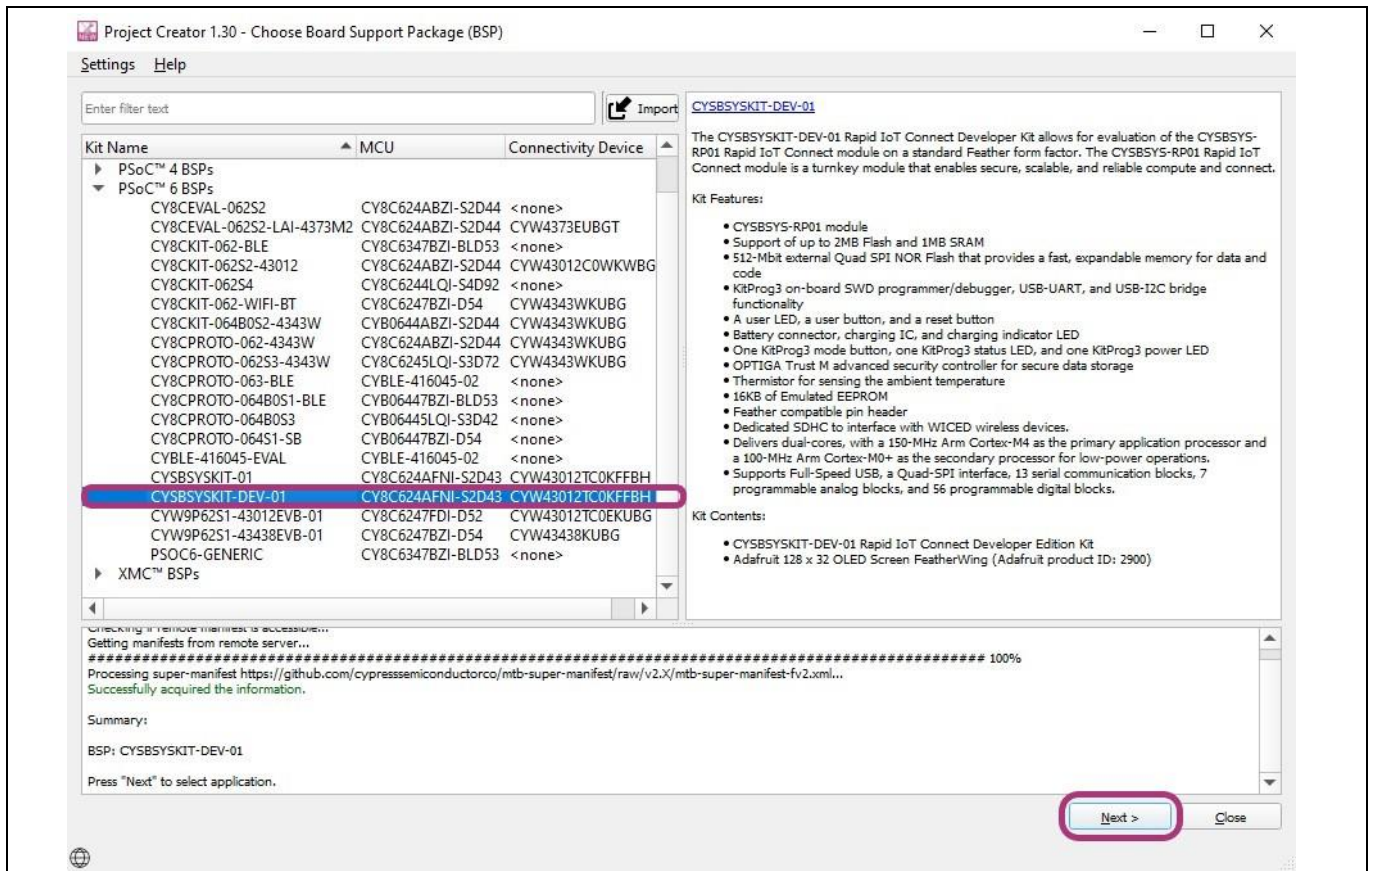 Project Creator 1.30 - Choose Board Support Package (BSP)
Settings Help
Enter filter text
Import
Kit Name MCU Connectivity Device
PSoC™ 4 BSPs
PSoC™ 6 BSPs
CY8CEVAL-062S2 CY8C624ABZI-S2D44 <none>
CY8CEVAL-062S2-LAI-4373M2 CY8C624ABZI-S2D44 CYW4373EUBGT
CY8CKIT-062-BLE CY8C6347BZI-BLD53 <none>
CY8CKIT-062S2-43012 CY8C624ABZI-S2D44 CYW43012C0WKWBG
CY8CKIT-062S4 CY8C6244LQI-S4D92 <none>
CY8CKIT-062-WIFI-BT CY8C6247BZI-D54 CYW4343WKUBG
CY8CKIT-064B0S2-4343W CYB0644ABZI-S2D44 CYW4343WKUBG
CY8CPROTO-062-4343W CY8C624ABZI-S2D44 CYW4343WKUBG
CY8CPROTO-062S3-4343W CY8C6245LQI-S3D72 CYW4343WKUBG
CY8CPROTO-063-BLE CYBLE-416045-02 <none>
CY8CPROTO-064B0S1-BLE CYB06447BZI-BLD53 <none>
CY8CPROTO-064B0S3 CYB06445LQI-S3D42 <none>
CY8CPROTO-064S1-SB CYB06447BZI-D54 <none>
CYBLE-416045-EVAL CYBLE-416045-02 <none>
CYSBSYSKIT-01 CY8C624AFNI-S2D43 CYW43012TC0KFFBH
CYSBSYSKIT-DEV-01 CY8C624AFNI-S2D43 CYW43012TC0KFFBH
CYW9P62S1-43012EVB-01 CY8C6247FDI-D52 CYW43012TC0EKUBG
CYW9P62S1-43438EVB-01 CY8C6247BZI-D54 CYW43438KUBG
PSOC6-GENERIC CY8C6347BZI-BLD53 <none>
XMC™ BSPs
CYSBSYSKIT-DEV-01
The CYSBSYSKIT-DEV-01 Rapid IoT Connect Developer Kit allows for evaluation of the CYSBSYS-
RP01 Rapid IoT Connect module on a standard Feather form factor. The CYSBSYS-RP01 Rapid IoT
Connect module is a turnkey module that enables secure, scalable, and reliable compute and connect.
Kit Features:
• CYSBSYS-RP01 module
• Support of up to 2MB Flash and 1MB SRAM
• 512-Mbit external Quad SPI NOR Flash that provides a fast, expandable memory for data and
code
• KitProg3 on-board SWD programmer/debugger, USB-UART, and USB-I2C bridge
functionality
• A user LED, a user button, and a reset button
• Battery connector, charging IC, and charging indicator LED
• One KitProg3 mode button, one KitProg3 status LED, and one KitProg3 power LED
• OPTIGA Trust M advanced security controller for secure data storage
• Thermistor for sensing the ambient temperature
• 16KB of Emulated EEPROM
• Feather compatible pin header
• Dedicated SDHC to interface with WICED wireless devices.
• Delivers dual-cores, with a 150-MHz Arm Cortex-M4 as the primary application processor and
a 100-MHz Arm Cortex-M0+ as the secondary processor for low-power operations.
• Supports Full-Speed USB, a Quad-SPI interface, 13 serial communication blocks, 7
programmable analog blocks, and 56 programmable digital blocks.
Kit Contents:
• CYSBSYSKIT-DEV-01 Rapid IoT Connect Developer Edition Kit
• Adafruit 128 x 32 OLED Screen FeatherWing (Adafruit product ID: 2900)
Checking if remote manifest is accessible...
Getting manifests from remote server...
#################################################################################################### 100%
Processing super-manifest https://github.com/cypresssemiconductorco/mtb-super-manifest/raw/v2.X/mtb-super-manifest-fv2.xml...
Successfully acquired the information.
Summary:
BSP: CYSBSYSKIT-DEV-01
Press "Next" to select application.
Next > Close